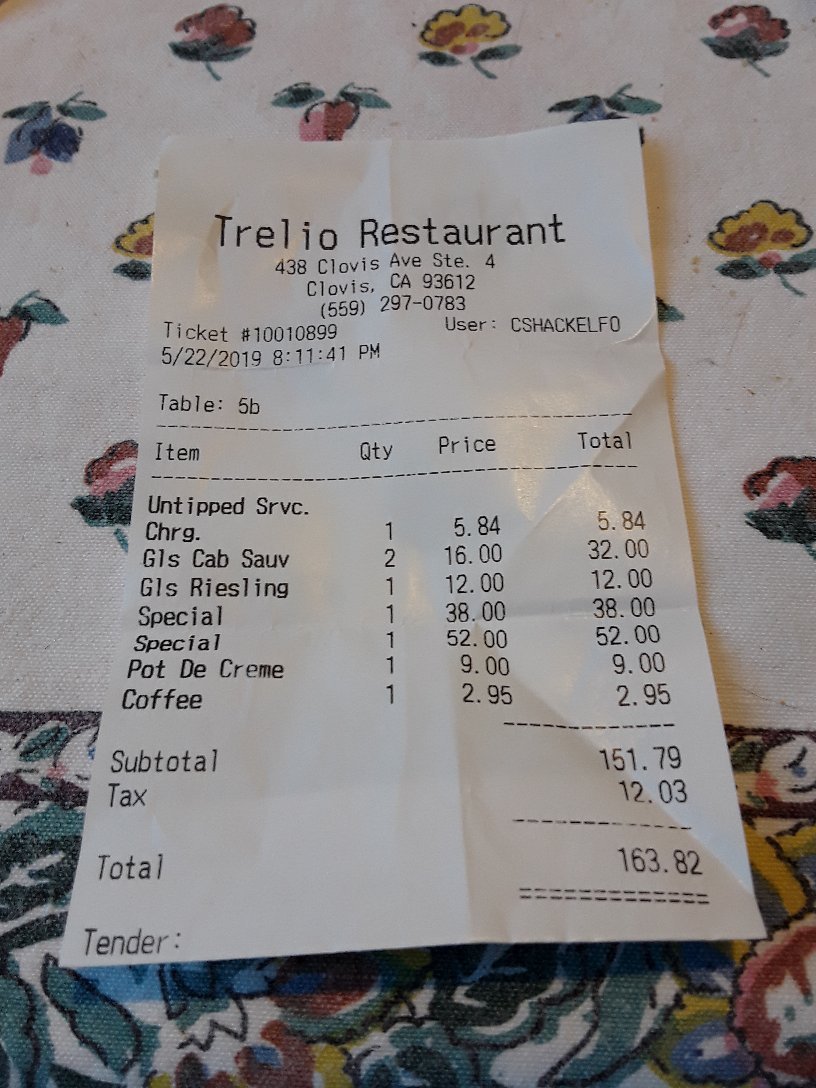 Trelio Restaurant
438 Clovis Ave Ste. 4
Clovis, CA 93612
(559) 297-0783
Ticket #10010899 User: CSHACKELFO
5/22/2019 8:11:41 PM
Table: 5b
Item Qty Price Total
Untipped Srvc.
Chrg. 1 5.84 5.84
Gls Cab Sauv 2 16.00 32.00
Gls Riesling 1 12.00 12.00
Special 1 38.00 38.00
Special 1 52.00 52.00
Pot De Creme 1 9.00 9.00
Coffee 1 2.95 2.95
Subtotal 151.79
Tax 12.03
Total 163.82
Tender: